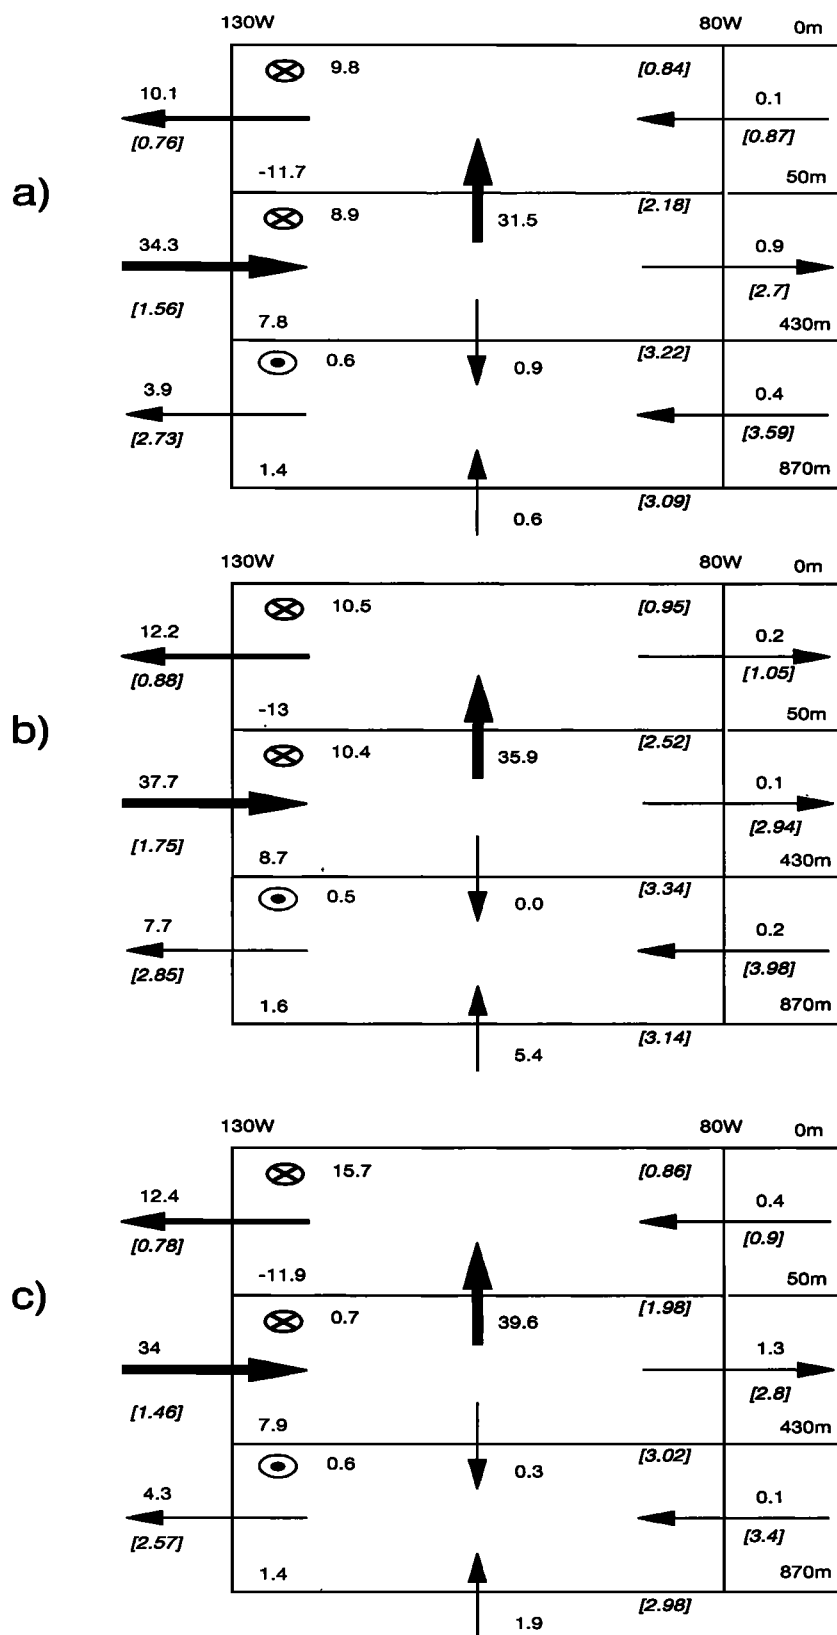 130W 80W 0m
9.8 [0.84]
10.1 0.1
[0.76] [0.87]
-11.7 50m
a)
8.9 31.5 [2.18]
34.3 0.9
[1.56] [2.7]
7.8 430m
0.6 0.9 [3.22]
3.9 0.4
[2.73] [3.59]
1.4 870m
0.6 [3.09]
130W 80W 0m
10.5 [0.95]
12.2 0.2
[0.88] [1.05]
-13 50m
b)
10.4 35.9 [2.52]
37.7 0.1
[1.75] [2.94]
8.7 430m
0.5 0.0 [3.34]
7.7 0.2
[2.85] [3.98]
1.6 870m
5.4 [3.14]
130W 80W 0m
15.7 [0.86]
12.4 0.4
[0.78] [0.9]
-11.9 50m
c)
0.7 39.6 [1.98]
34 1.3
[1.46] [2.8]
7.9 430m
0.6 0.3 [3.02]
4.3 0.1
[2.57] [3.4]
1.4 870m
1.9 [2.98]